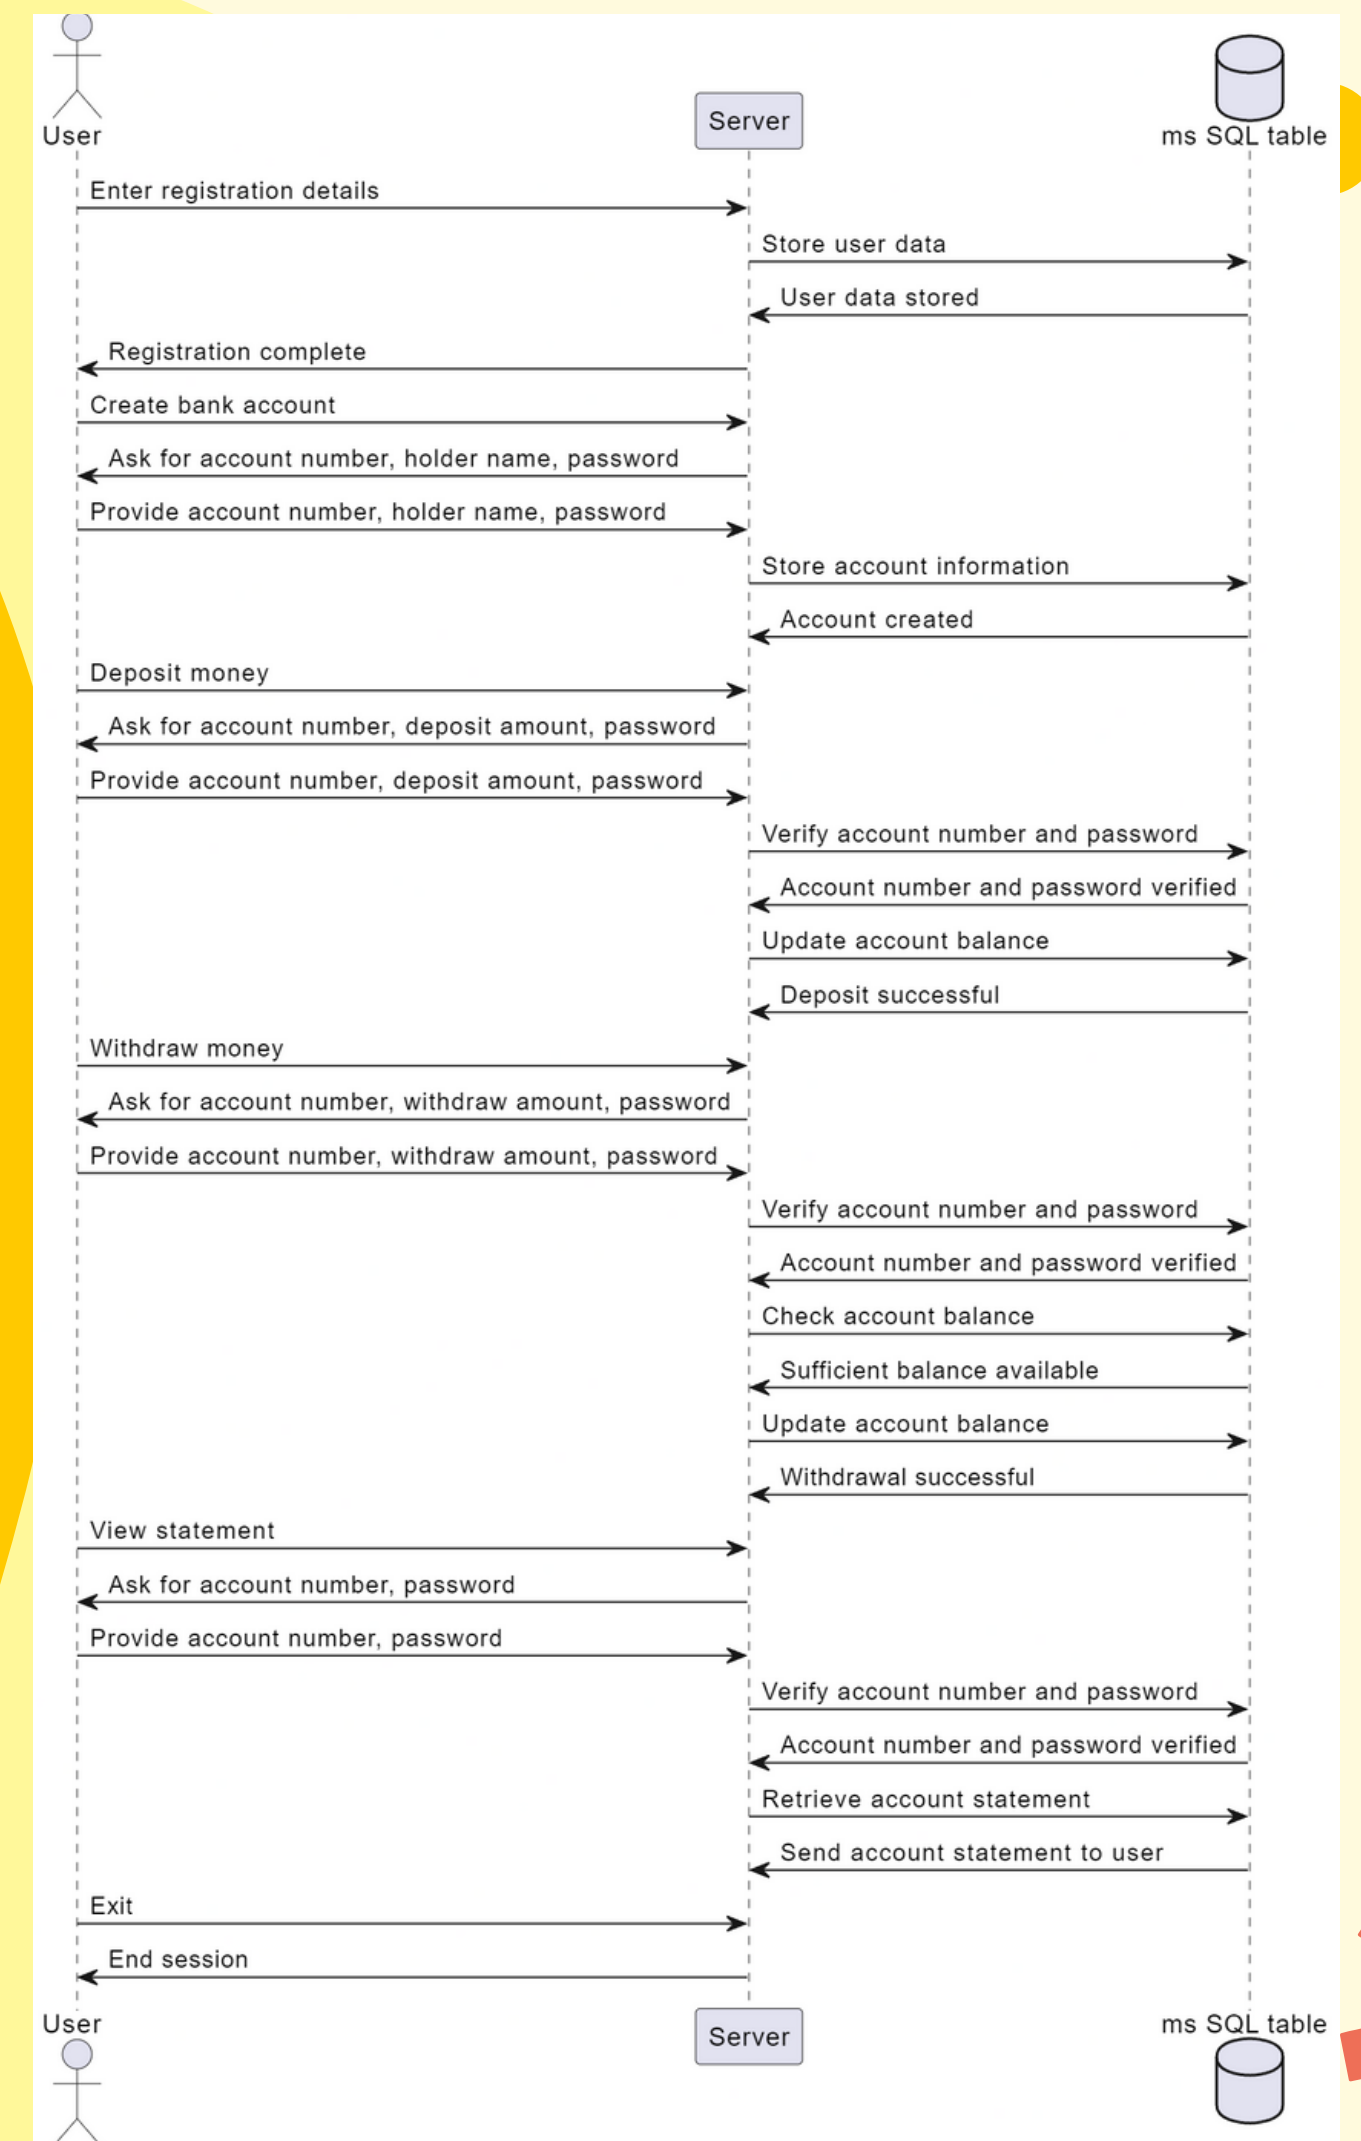 User
Server
ms SQL table
Enter registration details
Store user data
User data stored
Registration complete
Create bank account
Ask for account number, holder name, password
Provide account number, holder name, password
Store account information
Account created
Deposit money
Ask for account number, deposit amount, password
Provide account number, deposit amount, password
Verify account number and password
Account number and password verified
Update account balance
Deposit successful
Withdraw money
Ask for account number, withdraw amount, password
Provide account number, withdraw amount, password
Verify account number and password
Account number and password verified
Check account balance
Sufficient balance available
Update account balance
Withdrawal successful
View statement
Ask for account number, password
Provide account number, password
Verify account number and password
Account number and password verified
Retrieve account statement
Send account statement to user
Exit
End session
User
Server
ms SQL table